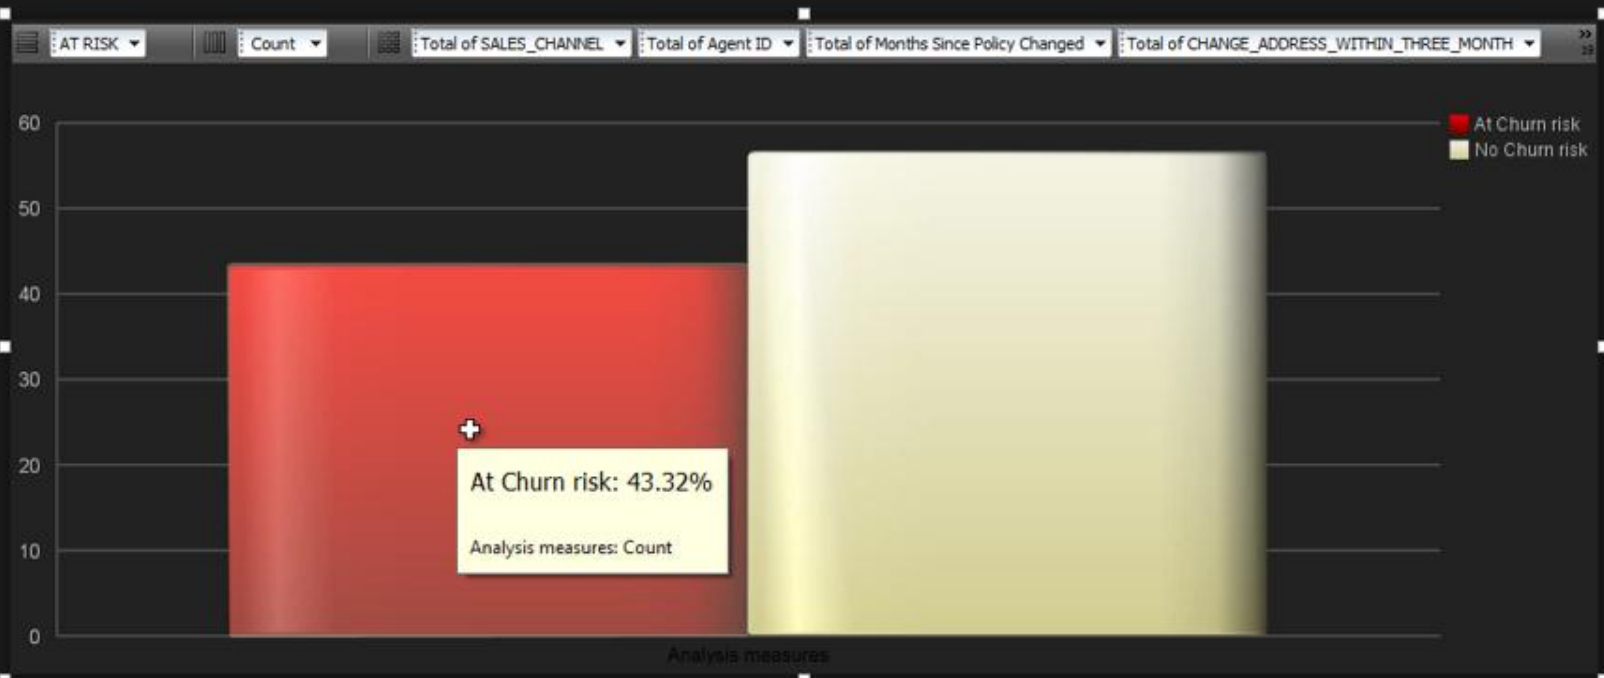 AT RISK
Count
Total of SALES_CHANNEL
Total of Agent ID
Total of Months Since Policy Changed
Total of CHANGE_ADDRESS_WITHIN_THREE_MONTH
»
19
60
50
40
30
20
10
0
At Churn risk
No Churn risk
At Churn risk: 43.32%
Analysis measures: Count
Analysis measures